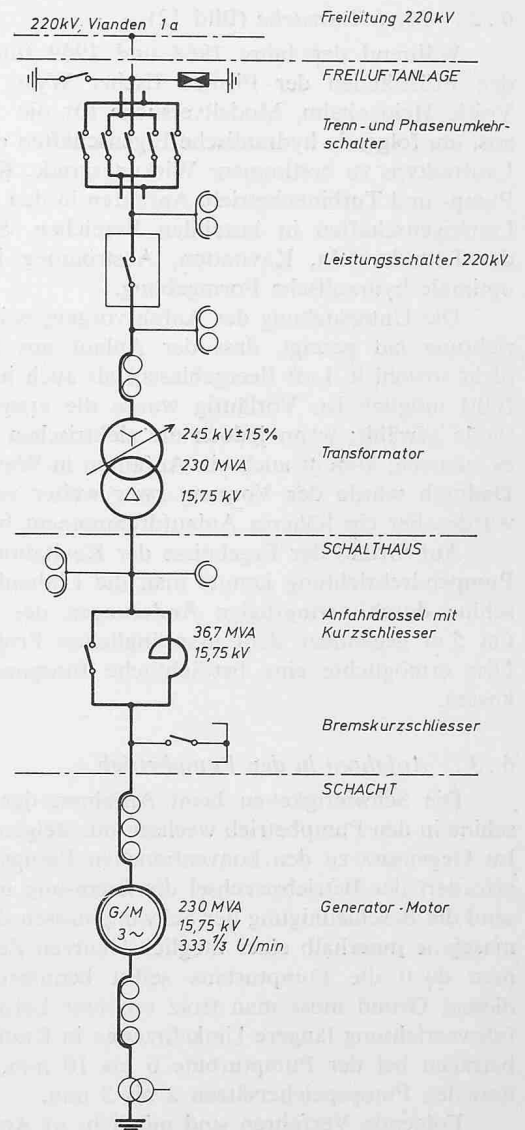 220kV, Vianden 1a
Freileitung 220kV
FREILUFTANLAGE
Trenn- und Phasenumkehr-
schalter
Leistungsschalter 220kV
245 kV ±15%
230 MVA
15,75 kV
Transformator
SCHALTHAUS
36,7 MVA
15,75 kV
Anfahrdrossel mit
Kurzschliesser
Bremskurzschliesser
SCHACHT
G/M
3~
230 MVA
15,75 kV
333 1/3 U/min
Generator-Motor